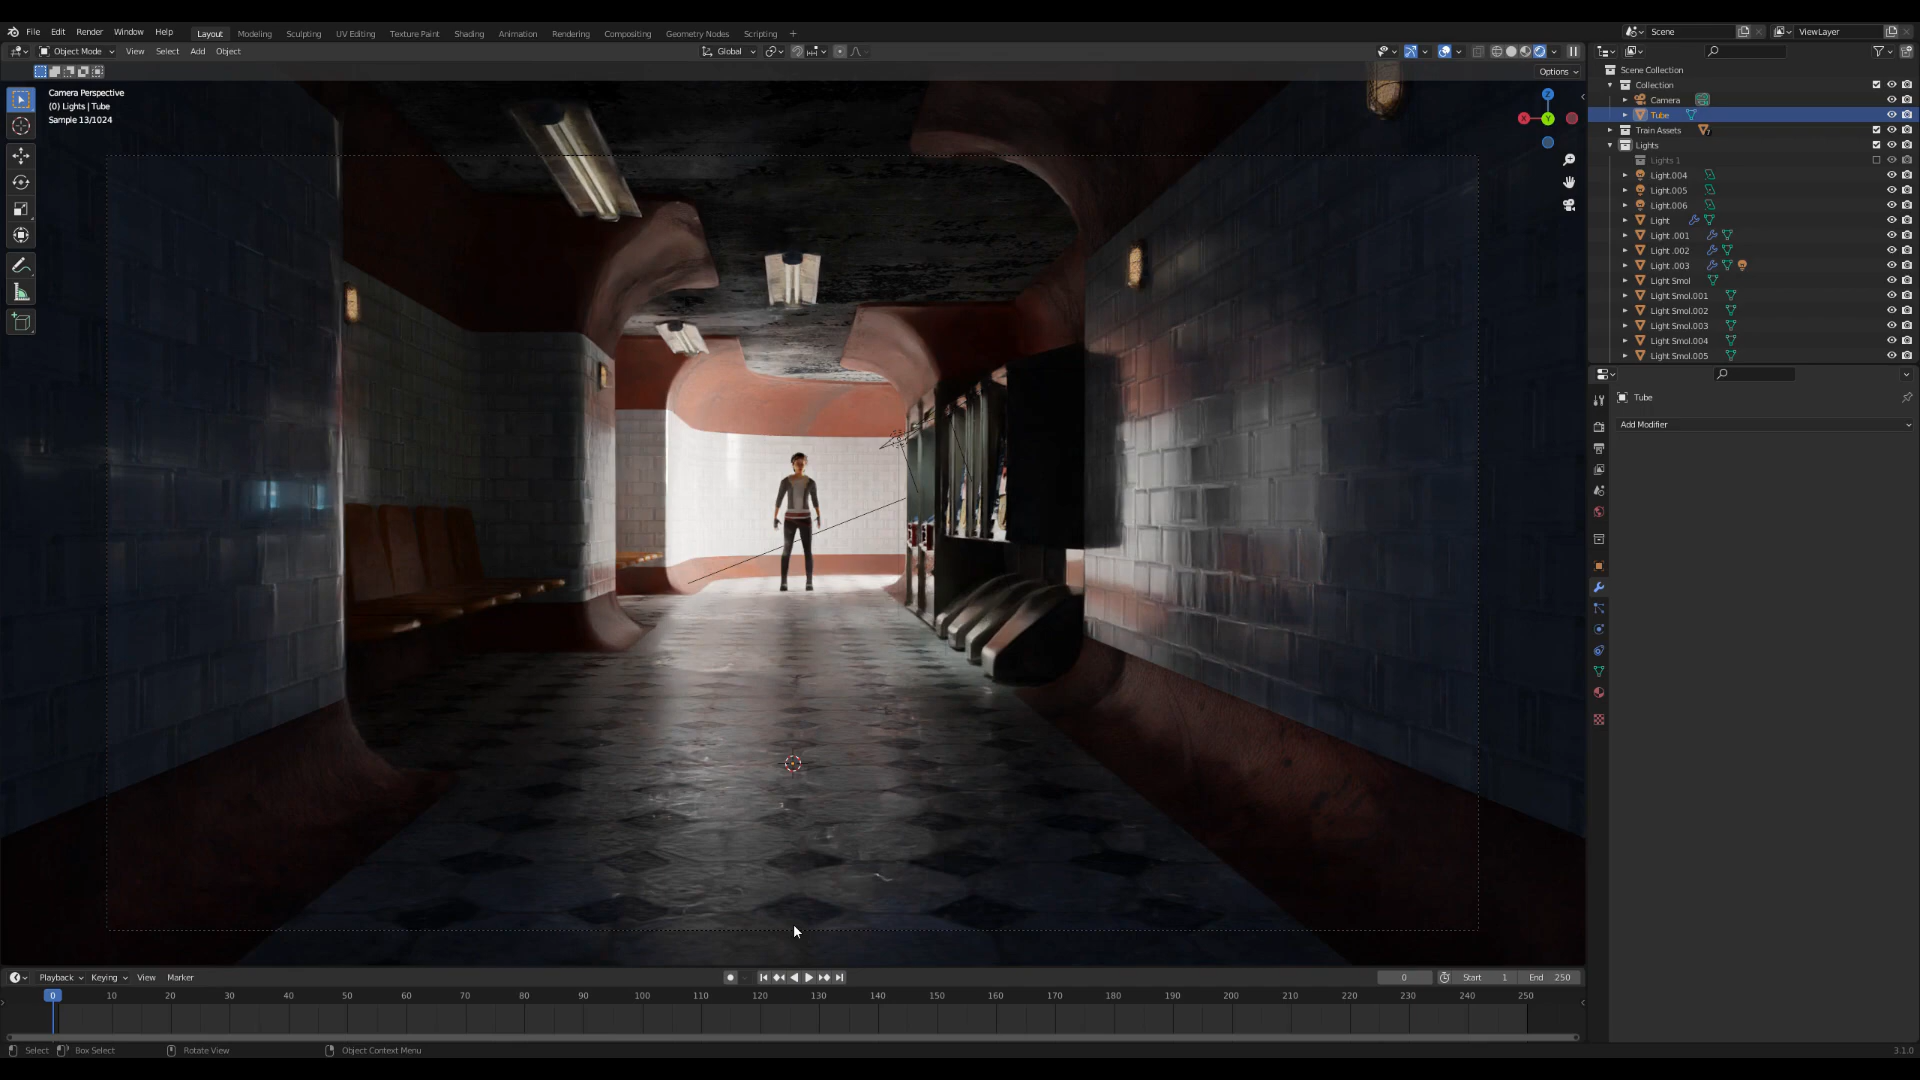 File Edit Render Window Help Layout Modeling Sculpting UV Editing Texture Paint Shading Animation Rendering Compositing Geometry Nodes Scripting + Scene ViewLayer
Object Mode View Select Add Object Global
Options
Camera Perspective
(0) Lights | Tube
Sample 13/1024
Z
X
Y
Scene Collection
Collection
Camera
Tube
Train Assets
Lights
Lights 1
Light.004
Light.005
Light.006
Light
Light .001
Light .002
Light .003
Light Smol
Light Smol.001
Light Smol.002
Light Smol.003
Light Smol.004
Light Smol.005
Tube
Add Modifier
Playback Keying View Marker 0 Start 1 End 250
0 10 20 30 40 50 60 70 80 90 100 110 120 130 140 150 160 170 180 190 200 210 220 230 240 250
Select Box Select Rotate View Object Context Menu 3.1.0